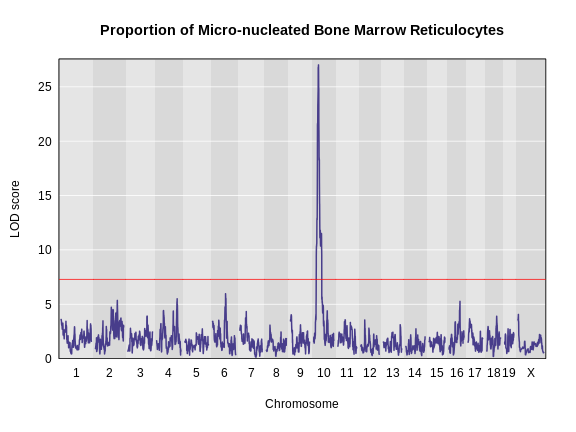 Proportion of Micro-nucleated Bone Marrow Reticulocytes
25
20
15
10
5
0
LOD score
1 2 3 4 5 6 7 8 9 10 11 12 13 14 15 16 17 18 19 X
Chromosome